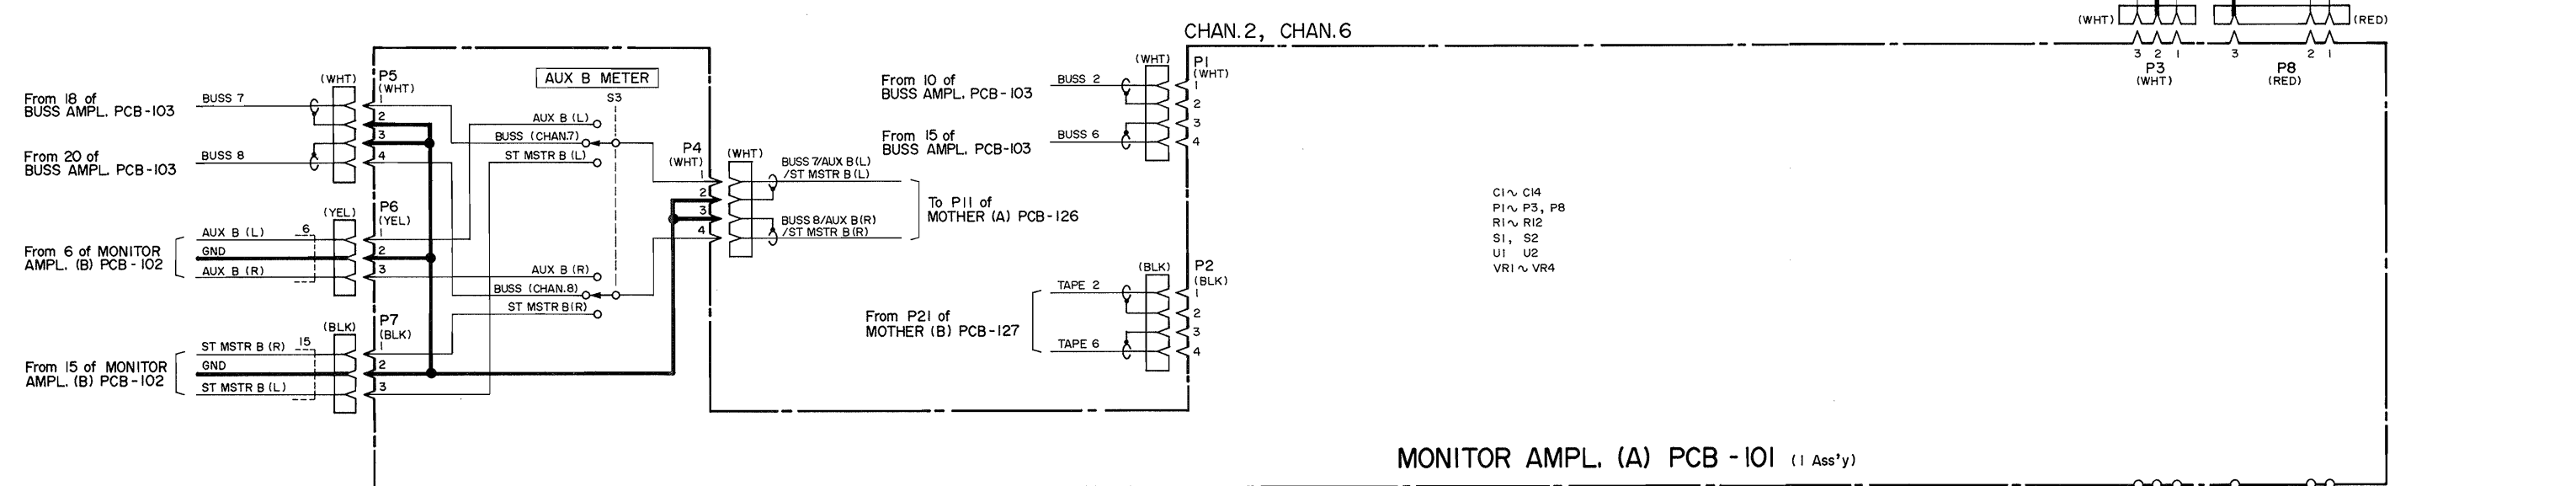 CHAN.2, CHAN.6
(WHT)
3 2 1
P3
(WHT)
(RED)
3 2 1
P8
(RED)
From 18 of
BUSS AMPL. PCB-103
BUSS 7
From 20 of
BUSS AMPL. PCB-103
BUSS 8
(WHT)
P5
(WHT)
1
2
3
4
From 6 of MONITOR
AMPL. (B) PCB-102
AUX B (L)
GND
AUX B (R)
6
(YEL)
P6
(YEL)
1
2
3
From 15 of MONITOR
AMPL. (B) PCB-102
ST MSTR B (R)
GND
ST MSTR B (L)
15
(BLK)
P7
(BLK)
1
2
3
AUX B METER
S3
AUX B (L)
BUSS (CHAN.7)
ST MSTR B (L)
AUX B (R)
BUSS (CHAN.8)
ST MSTR B(R)
P4
(WHT)
1
2
3
4
(WHT)
BUSS 7/AUX B(L)
/ST MSTR B(L)
BUSS 8/AUX B(R)
/ST MSTR B(R)
To P11 of
MOTHER (A) PCB-126
From 10 of
BUSS AMPL. PCB-103
BUSS 2
From 15 of
BUSS AMPL. PCB-103
BUSS 6
(WHT)
P1
(WHT)
1
2
3
4
From P21 of
MOTHER (B) PCB-127
TAPE 2
TAPE 6
(BLK)
P2
(BLK)
1
2
3
4
C1~ C14
P1~ P3, P8
R1~ R12
S1, S2
U1 U2
VR1~ VR4
MONITOR AMPL. (A) PCB -101 (1 Ass'y)